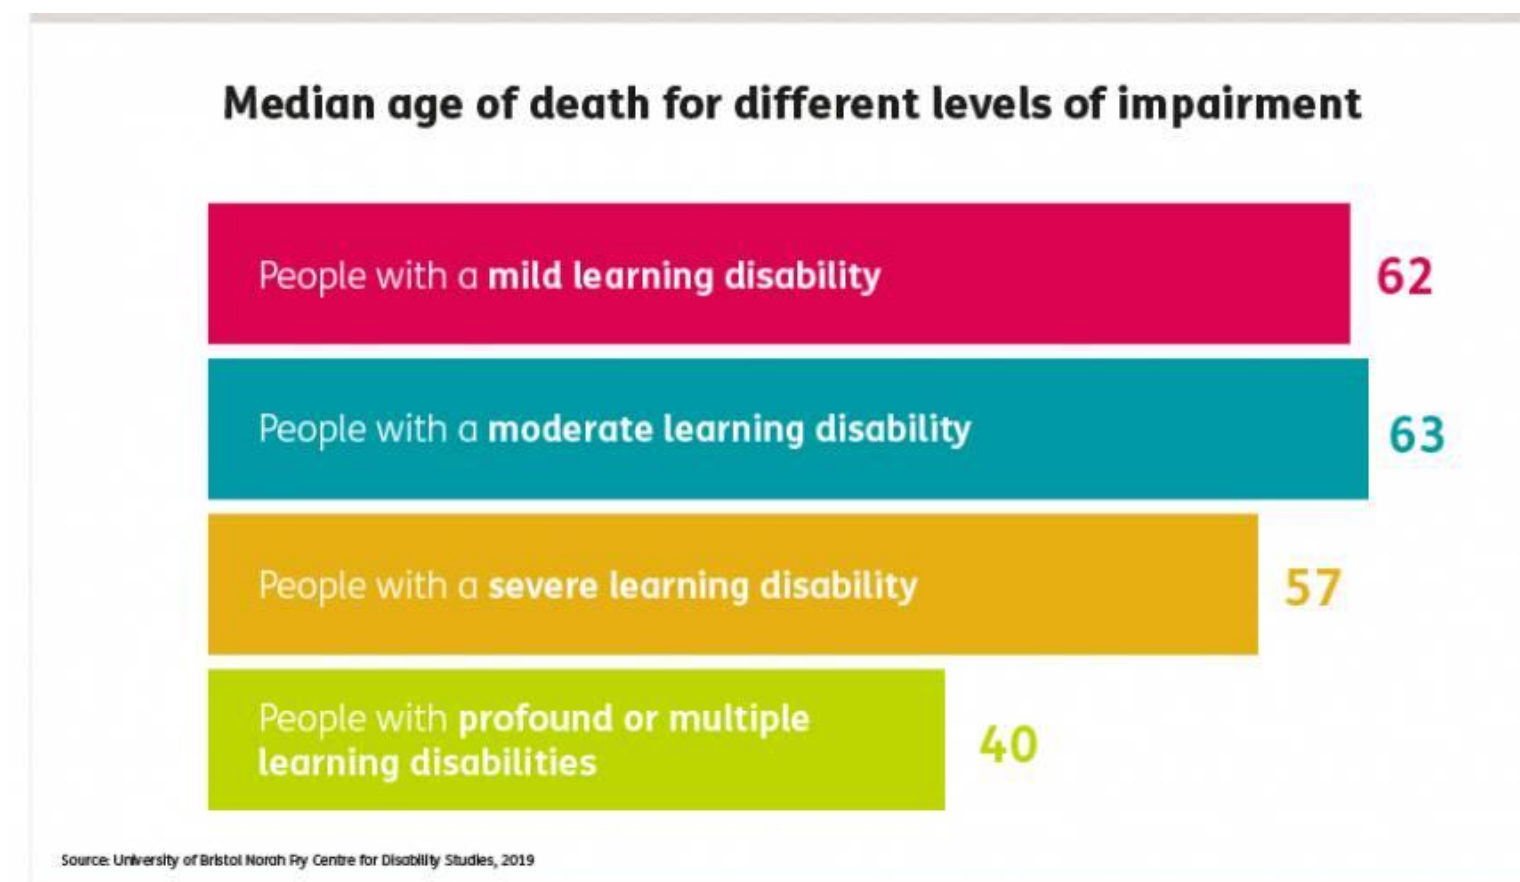 Median age of death for different levels of impairment
People with a mild learning disability
62
People with a moderate learning disability
63
People with a severe learning disability
57
People with profound or multiple
learning disabilities
40
Source: University of Bristol Norah Fry Centre for Disability Studies, 2019